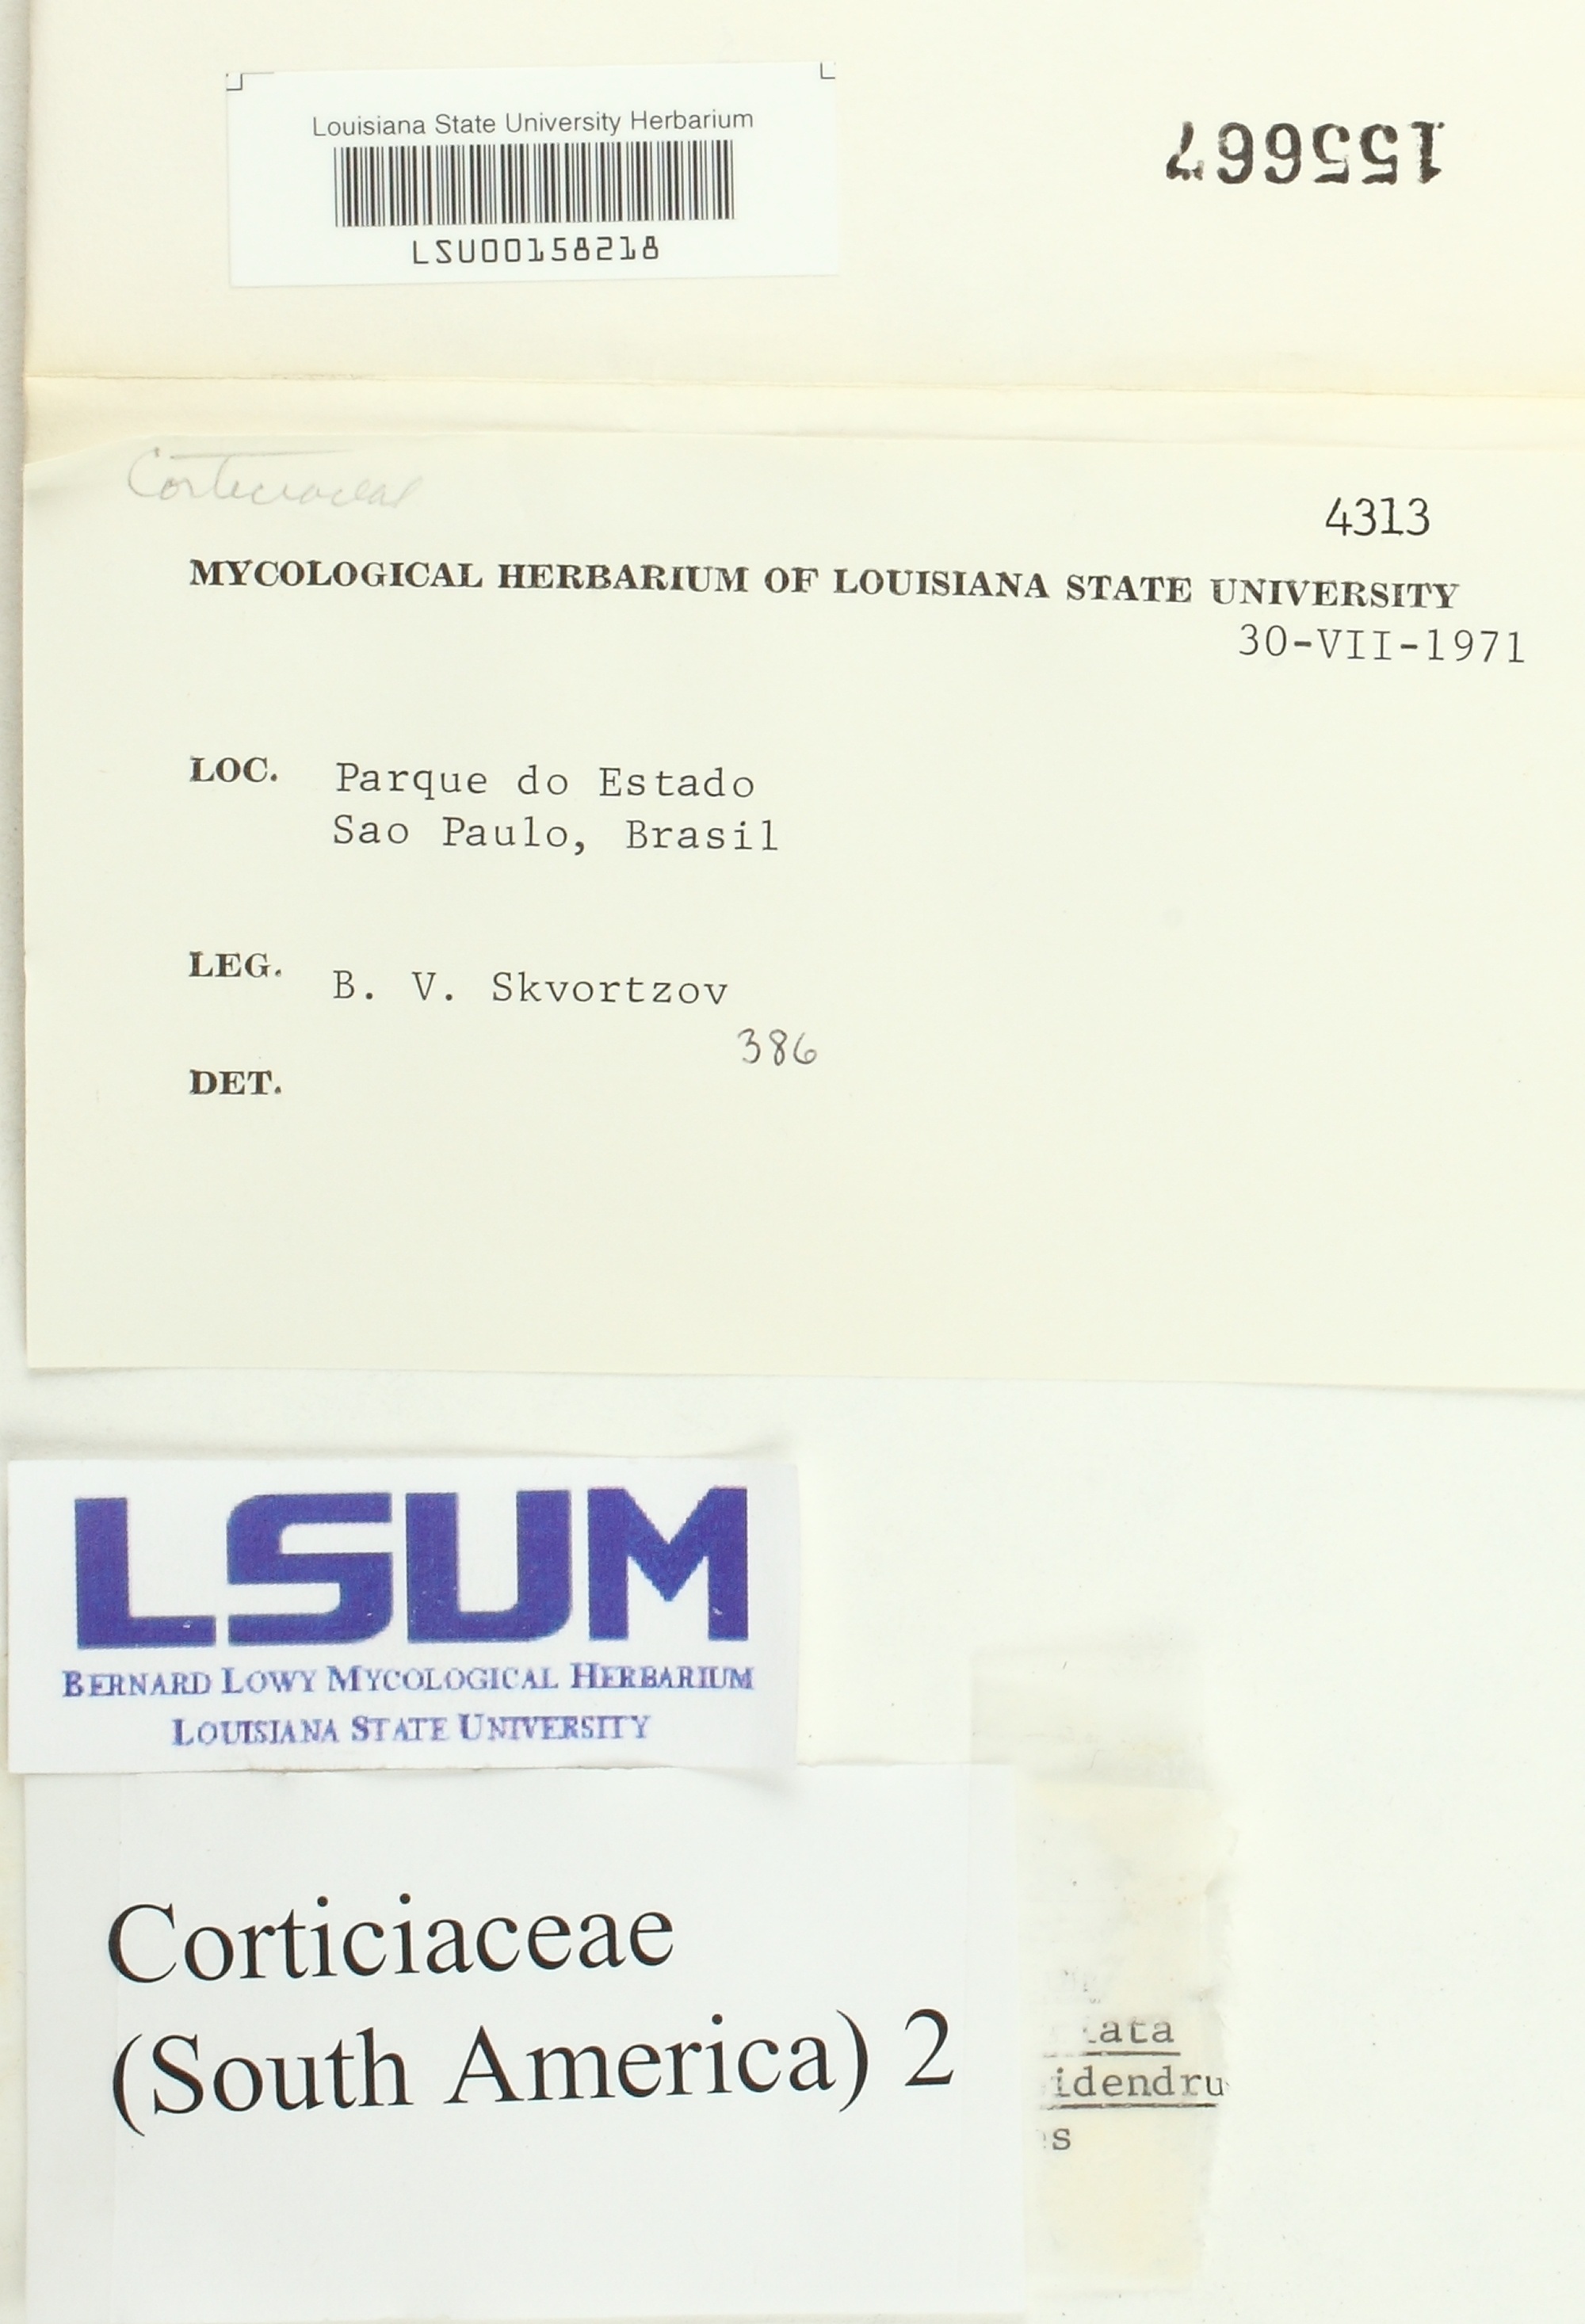 Louisiana State University Herbarium
LSU00158218
155667
Corticiaceae
4313
MYCOLOGICAL HERBARIUM OF LOUISIANA STATE UNIVERSITY
30-VII-1971
LOC. Parque do Estado
Sao Paulo, Brasil
LEG. B. V. Skvortzov
386
DET.
LSUM
BERNARD LOWY MYCOLOGICAL HERBARIUM
LOUISIANA STATE UNIVERSITY
Corticiaceae
(South America) 2
ata
idendru
s